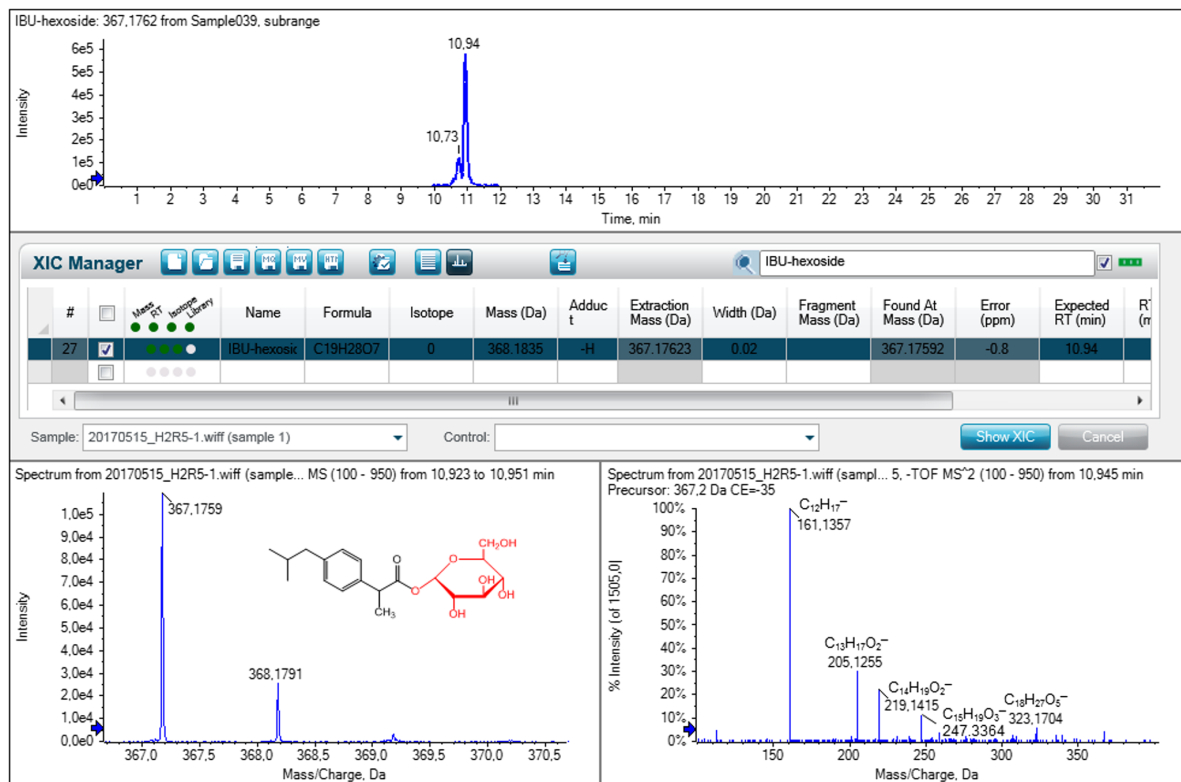 IBU-hexoside: 367,1762 from Sample039, subrange
Intensity
6e5
5e5
4e5
3e5
2e5
1e5
0e0
10,94
10,73
1 2 3 4 5 6 7 8 9 10 11 12 13 14 15 16 17 18 19 20 21 22 23 24 25 26 27 28 29 30 31
Time, min
XIC Manager
MQ MV HTM
IBU-hexoside
# Mass RT Isotope Library Name Formula Isotope Mass (Da) Adduct Extraction Mass (Da) Width (Da) Fragment Mass (Da) Found At Mass (Da) Error (ppm) Expected RT (min)
27 IBU-hexosic C19H28O7 0 368.1835 -H 367.17623 0.02 367.17592 -0.8 10.94
Sample: 20170515_H2R5-1.wiff (sample 1) Control: Show XIC Cancel
Spectrum from 20170515_H2R5-1.wiff (sample... MS (100 - 950) from 10,923 to 10,951 min
Intensity
1,0e5
9,0e4
8,0e4
7,0e4
6,0e4
5,0e4
4,0e4
3,0e4
2,0e4
1,0e4
0,0e0
367,1759
368,1791
O
CH₃
O
O
CH₂OH
OH
OH
OH
367,0 367,5 368,0 368,5 369,0 369,5 370,0 370,5
Mass/Charge, Da
Spectrum from 20170515_H2R5-1.wiff (sampl... 5, -TOF MS^2 (100 - 950) from 10,945 min
Precursor: 367,2 Da CE=-35
% Intensity [of 1505,0]
100%
90%
80%
70%
60%
50%
40%
30%
20%
10%
0%
C₁₂H₁₇⁻
161,1357
C₁₃H₁₇O₂⁻
205,1255
C₁₄H₁₉O₂⁻
219,1415
C₁₅H₁₉O₃⁻
247,3364
C₁₈H₂₇O₅⁻
323,1704
150 200 250 300 350
Mass/Charge, Da